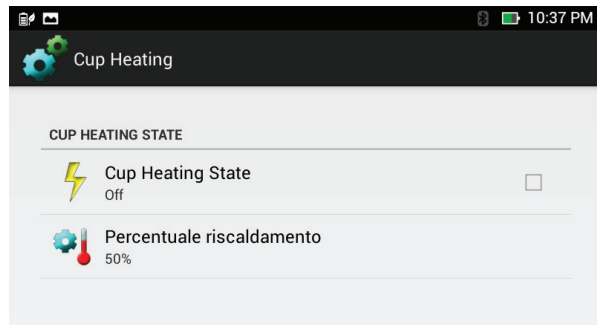 10:37 PM
Cup Heating
CUP HEATING STATE
Cup Heating State
Off
Percentuale riscaldamento
50%